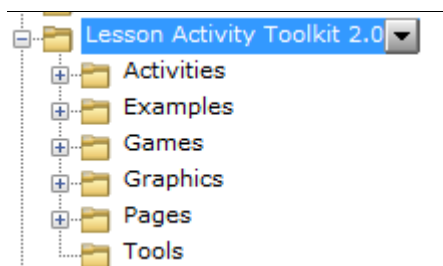 Lesson Activity Toolkit 2.0
Activities
Examples
Games
Graphics
Pages
Tools